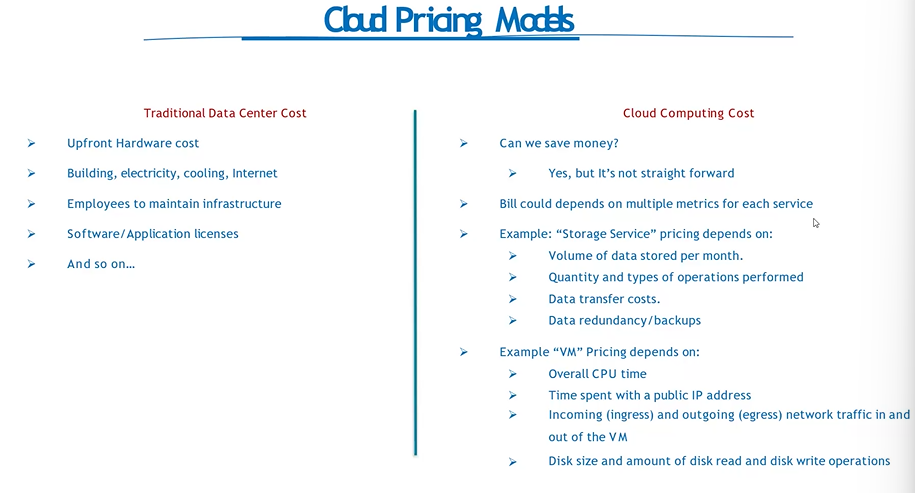 Cloud Pricing Models
Traditional Data Center Cost
Upfront Hardware cost
Building, electricity, cooling, Internet
Employees to maintain infrastructure
Software/Application licenses
And so on…
Cloud Computing Cost
Can we save money?
Yes, but It’s not straight forward
Bill could depends on multiple metrics for each service
Example: “Storage Service” pricing depends on:
Volume of data stored per month.
Quantity and types of operations performed
Data transfer costs.
Data redundancy/backups
Example “VM” Pricing depends on:
Overall CPU time
Time spent with a public IP address
Incoming (ingress) and outgoing (egress) network traffic in and
out of the VM
Disk size and amount of disk read and disk write operations